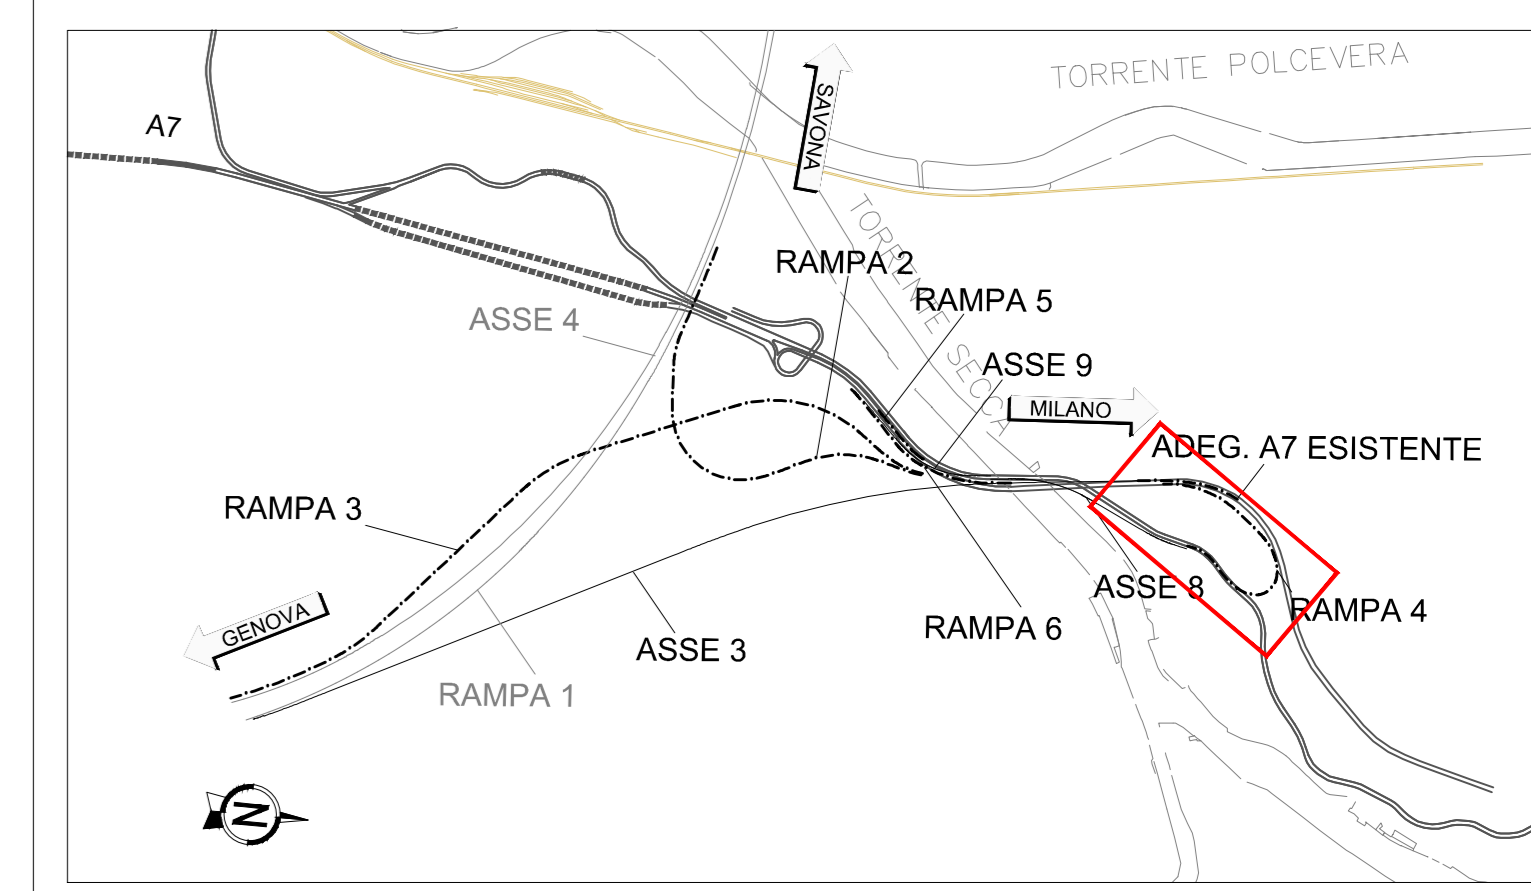 TORRENTE POLCEVERA
A7
SAVONA
TORRENTE SECCA
RAMPA 2
RAMPA 5
ASSE 4
ASSE 9
MILANO
ADEG. A7 ESISTENTE
RAMPA 3
ASSE 8
GENOVA
RAMPA 4
RAMPA 6
ASSE 3
RAMPA 1
N